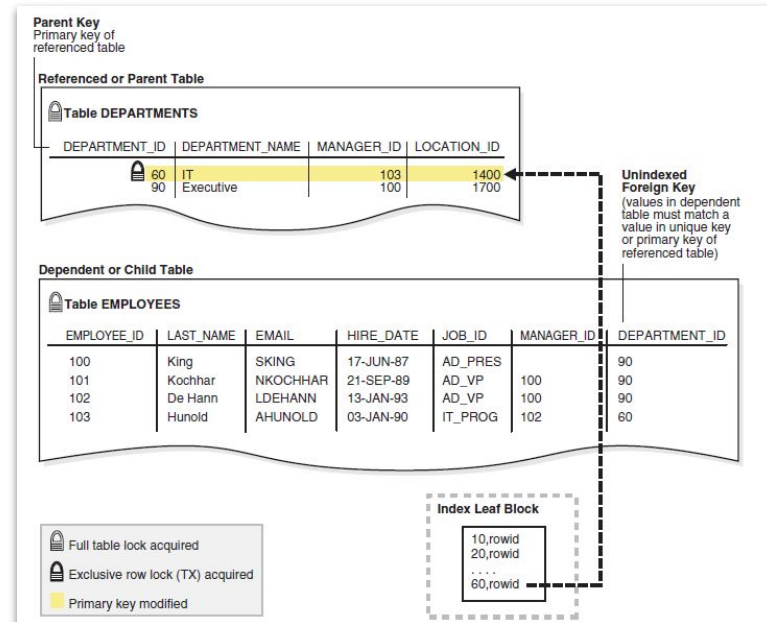 Parent Key
Primary key of
referenced table
Referenced or Parent Table
Table DEPARTMENTS
DEPARTMENT_ID DEPARTMENT_NAME MANAGER_ID LOCATION_ID
60 IT 103 1400
90 Executive 100 1700
Unindexed
Foreign Key
(values in dependent
table must match a
value in unique key
or primary key of
referenced table)
Dependent or Child Table
Table EMPLOYEES
EMPLOYEE_ID LAST_NAME EMAIL HIRE_DATE JOB_ID MANAGER_ID DEPARTMENT_ID
100 King SKING 17-JUN-87 AD_PRES 90
101 Kochhar NKOCHHAR 21-SEP-89 AD_VP 100 90
102 De Hann LDEHANN 13-JAN-93 AD_VP 100 90
103 Hunold AHUNOLD 03-JAN-90 IT_PROG 102 60
Index Leaf Block
10,rowid
20,rowid
. . . .
60,rowid
Full table lock acquired
Exclusive row lock (TX) acquired
Primary key modified